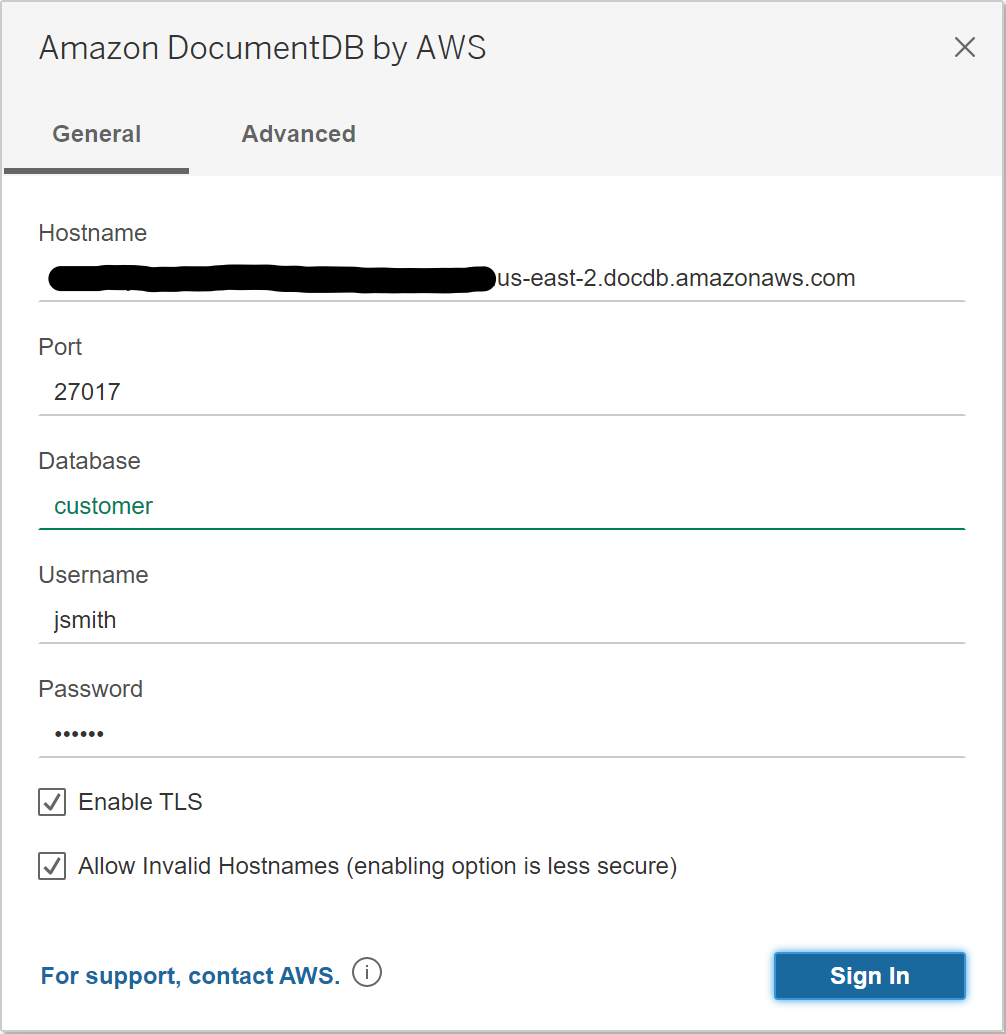 Amazon DocumentDB by AWS
General Advanced
Hostname
us-east-2.docdb.amazonaws.com
Port
27017
Database
customer
Username
jsmith
Password
••••••
Enable TLS
Allow Invalid Hostnames (enabling option is less secure)
For support, contact AWS.
Sign In